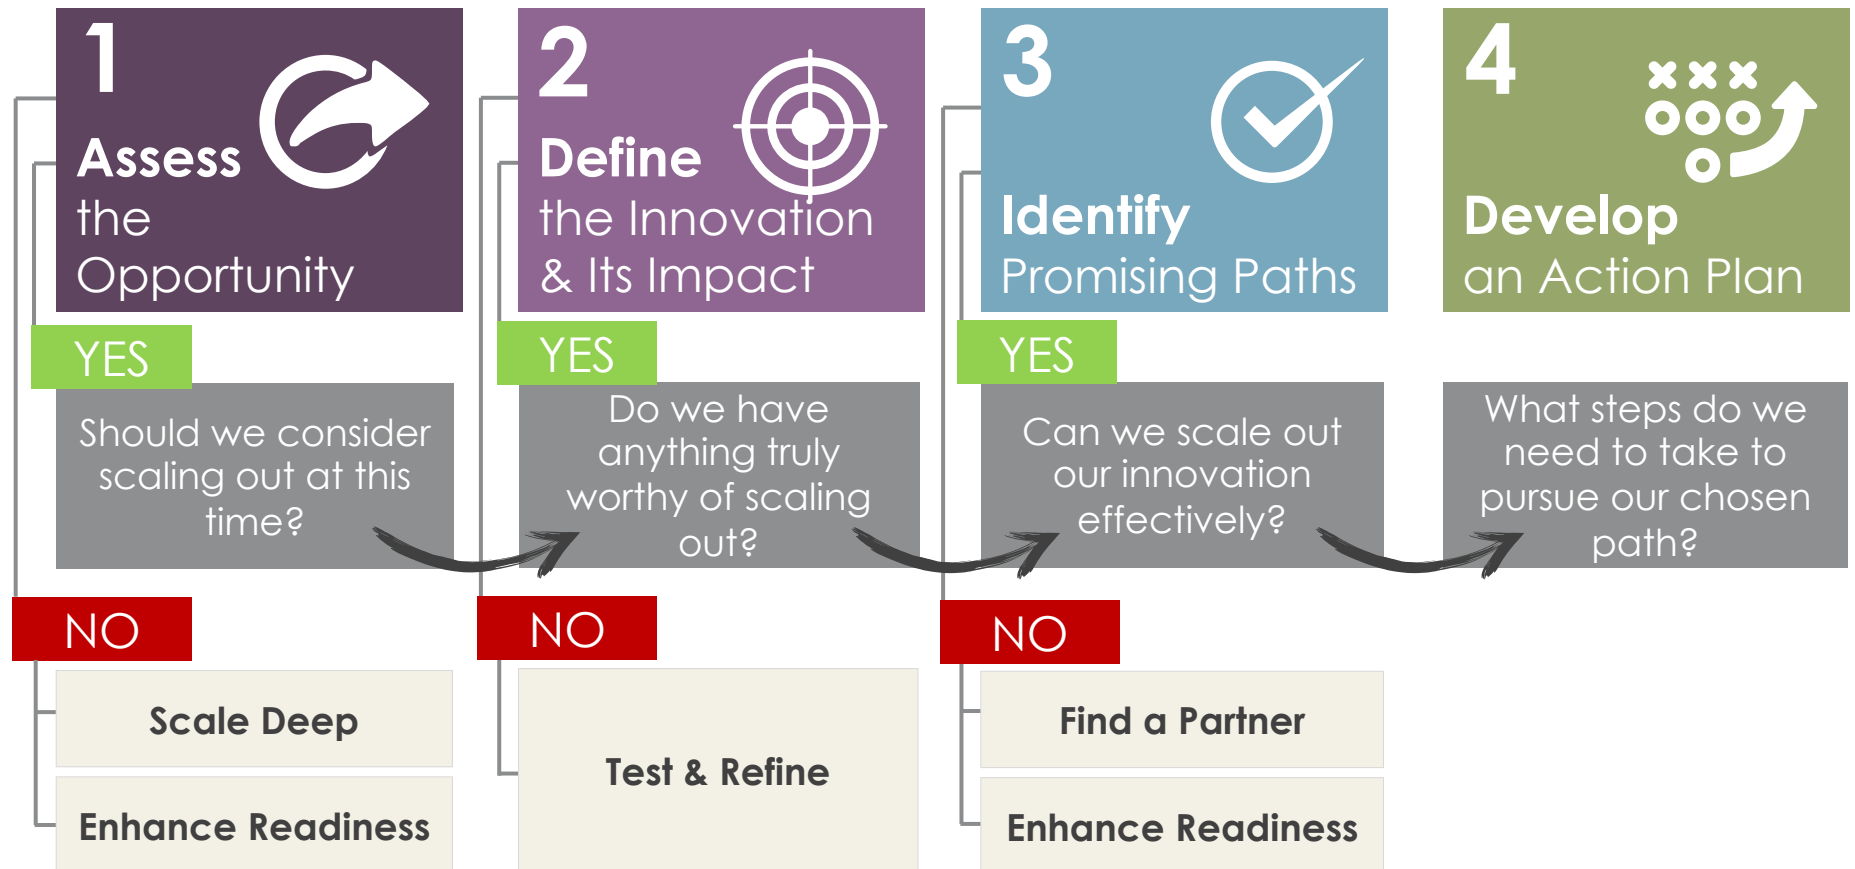 1
Assess
the
Opportunity
YES
Should we consider
scaling out at this
time?
NO
Scale Deep
Enhance Readiness
2
Define
the Innovation
& Its Impact
YES
Do we have
anything truly
worthy of scaling
out?
NO
Test & Refine
3
Identify
Promising Paths
YES
Can we scale out
our innovation
effectively?
NO
Find a Partner
Enhance Readiness
4
Develop
an Action Plan
What steps do we
need to take to
pursue our chosen
path?